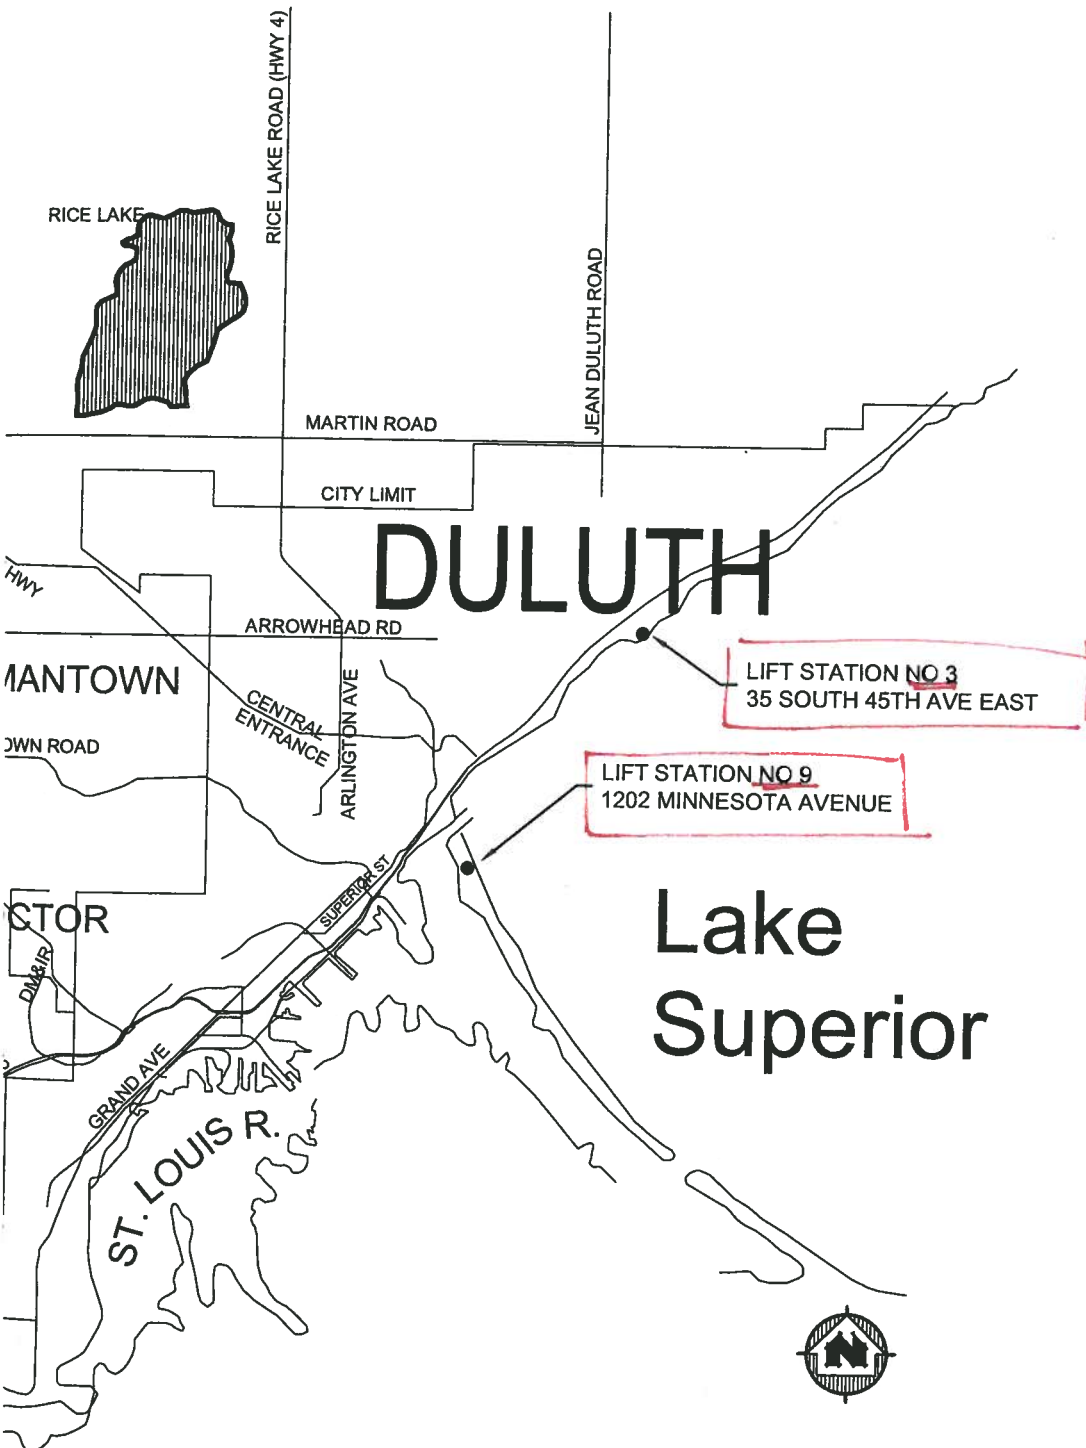 RICE LAKE ROAD (HWY 4)
RICE LAKE
JEAN DULUTH ROAD
MARTIN ROAD
CITY LIMIT
DULUTH
HWY
ARROWHEAD RD
MANTOWN
LIFT STATION NO 3
35 SOUTH 45TH AVE EAST
CENTRAL
ENTRANCE
ARLINGTON AVE
OWN ROAD
LIFT STATION NO 9
1202 MINNESOTA AVENUE
SUPERIOR ST
Lake
Superior
CTOR
DM&IR
GRAND AVE
ST. LOUIS R.
N